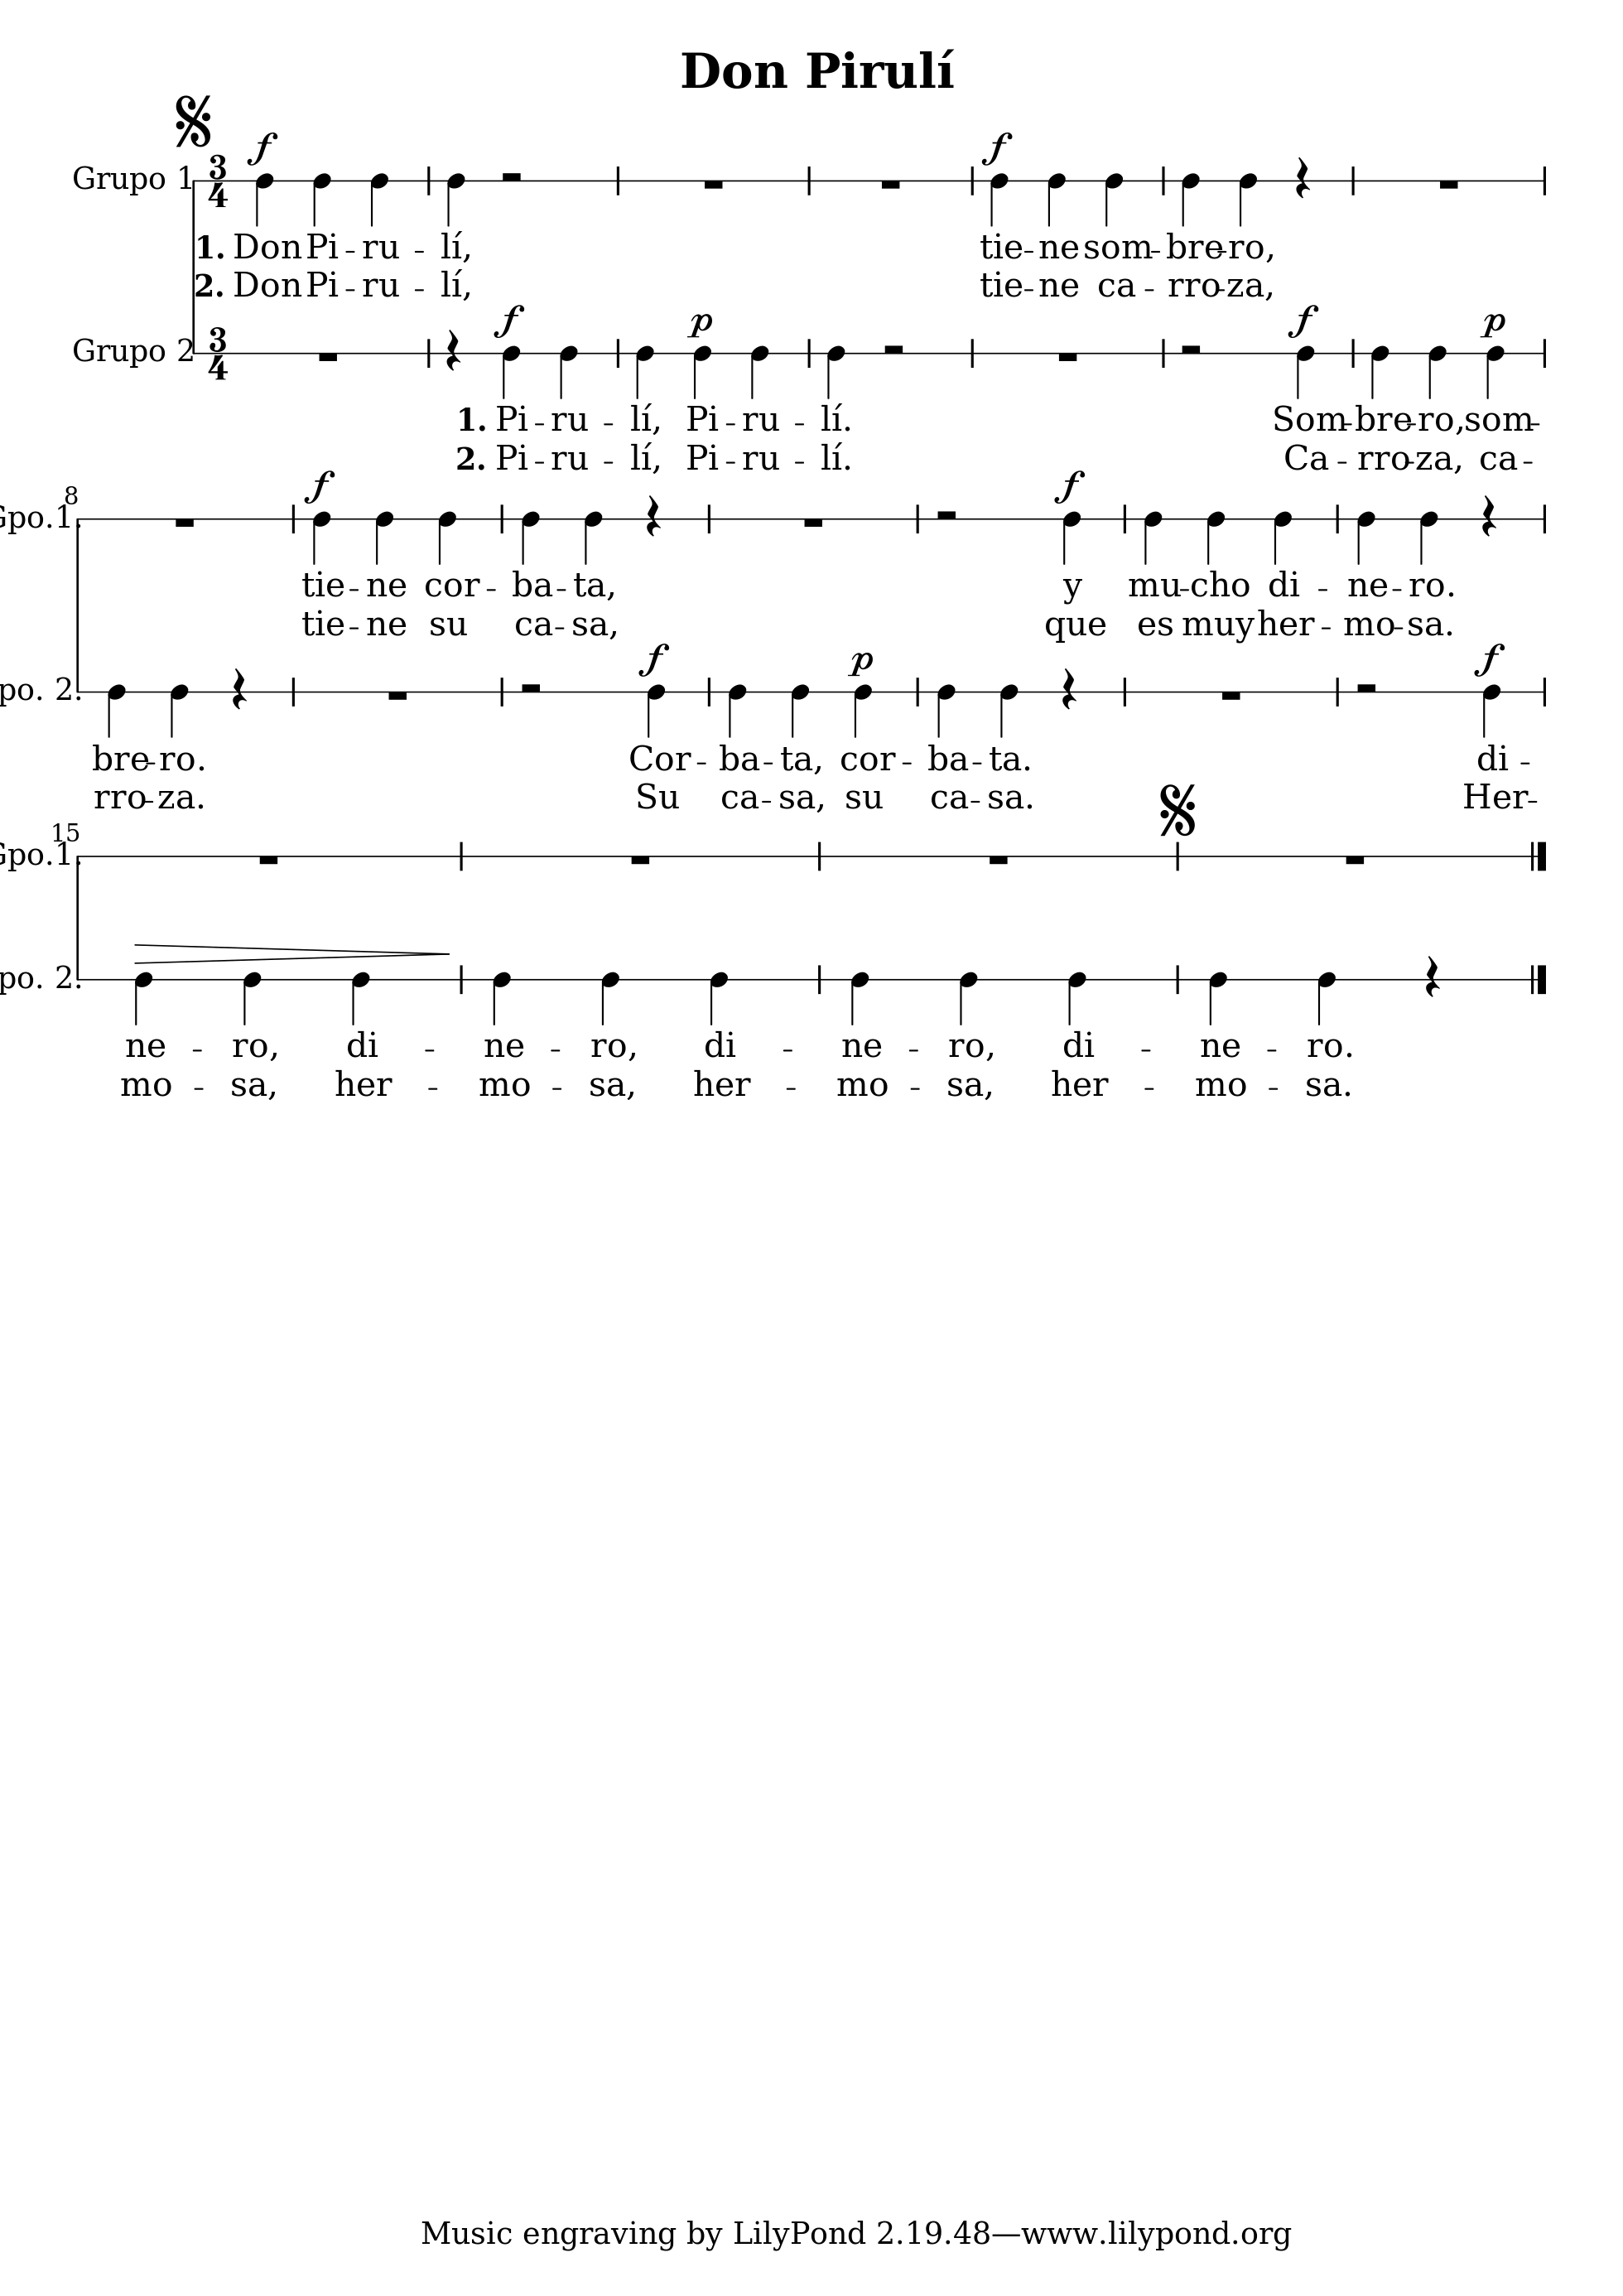 Don Pirulí
f f
Grupo 1 3/4
1. Don Pi - ru - lí, tie - ne som - bre - ro,
2. Don Pi - ru - lí, tie - ne ca - rro - za,
f p f p
Grupo 2 3/4
1. Pi - ru - lí, Pi - ru - lí. Som - bre - ro, som -
2. Pi - ru - lí, Pi - ru - lí. Ca - rro - za, ca -
8 f f
Gpo.1.
tie - ne cor - ba - ta, y mu - cho di - ne - ro.
tie - ne su ca - sa, que es muy her - mo - sa.
f p f
po. 2.
bre - ro. Cor - ba - ta, cor - ba - ta. di -
rro - za. Su ca - sa, su ca - sa. Her -
15
Gpo.1.
po. 2.
ne - ro, di - ne - ro, di - ne - ro, di - ne - ro.
mo - sa, her - mo - sa, her - mo - sa, her - mo - sa.
Music engraving by LilyPond 2.19.48—www.lilypond.org